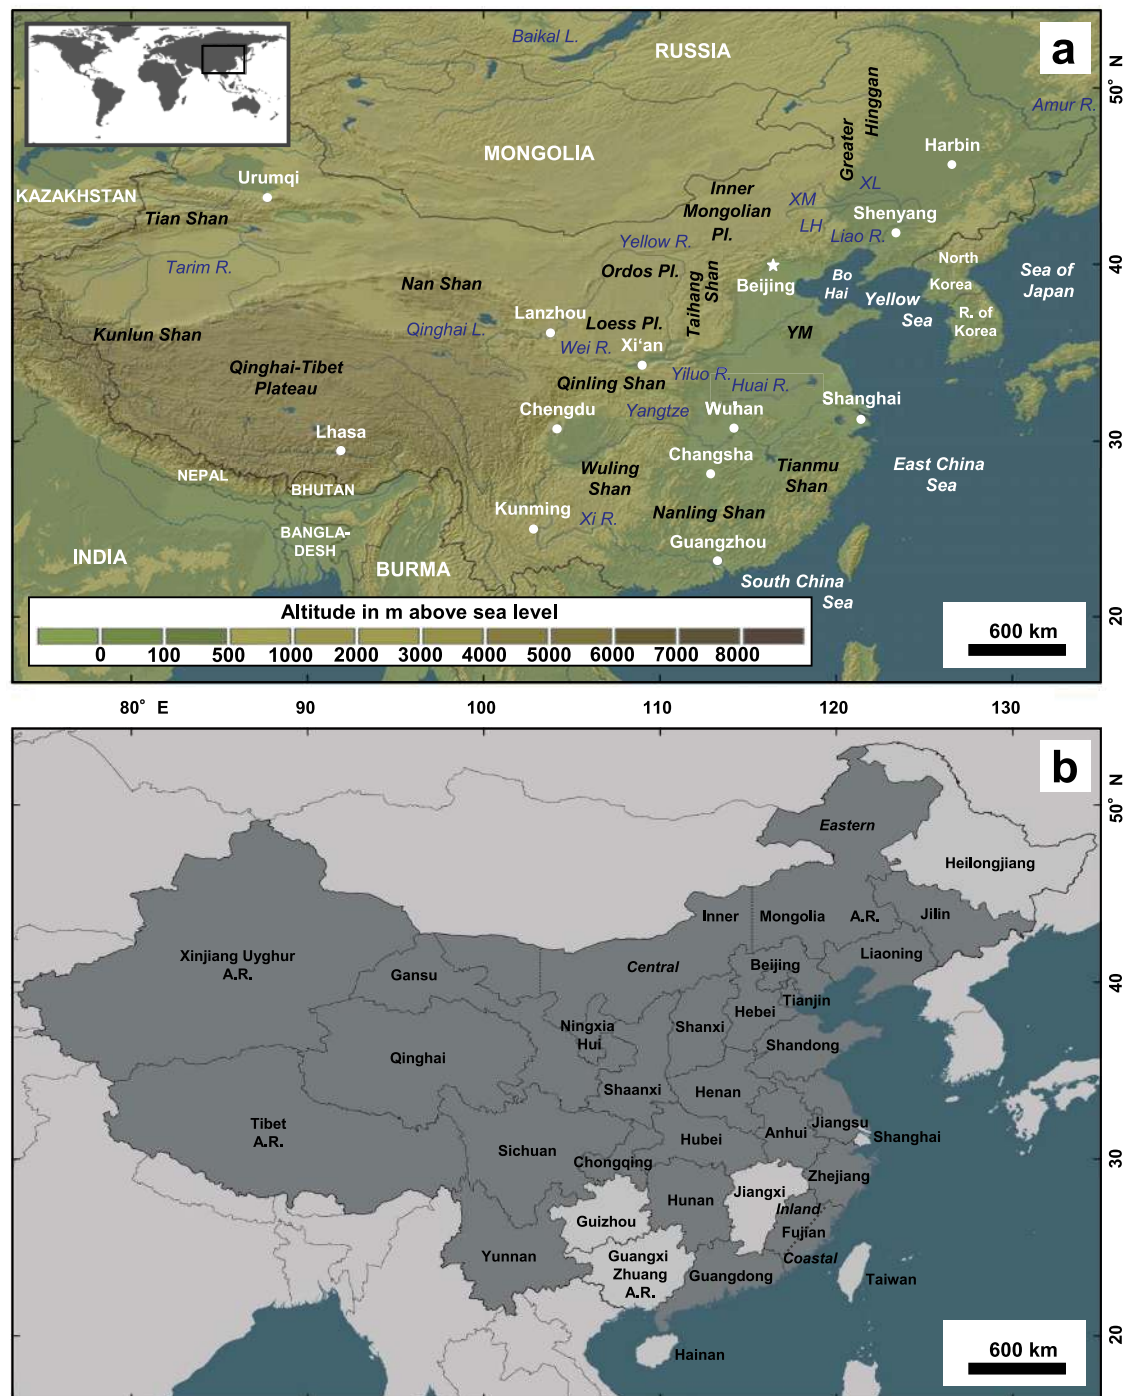 Baikal L.
RUSSIA
a
50° N
Amur R.
Greater
Hinggan
Harbin
MONGOLIA
Urumqi
KAZAKHSTAN
Tian Shan
Inner
Mongolian
Pl.
XM
XL
LH
Shenyang
Liao R.
Yellow R.
Tarim R.
Ordos Pl.
Taihang
Shan
Beijing
Bo
Hai
North
Korea
Sea of
Japan
40
Nan Shan
Yellow
Sea
R. of
Korea
Kunlun Shan
Qinghai L.
Lanzhou
Loess Pl.
YM
Wei R.
Xi'an
Qinghai-Tibet
Plateau
Qinling Shan
Yiluo R.
Huai R.
Chengdu
Yangtze
Wuhan
Shanghai
Lhasa
30
Changsha
Wuling
Shan
Tianmu
Shan
East China
Sea
NEPAL
BHUTAN
Kunming
Xi R.
Nanling Shan
BANGLA-
DESH
INDIA
BURMA
Guangzhou
South China
Sea
Altitude in m above sea level
0 100 500 1000 2000 3000 4000 5000 6000 7000 8000
600 km
20
80° E 90 100 110 120 130
b
50° N
Eastern
Heilongjiang
Inner
Mongolia
A.R.
Jilin
Xinjiang Uyghur
A.R.
Gansu
Central
Beijing
Liaoning
40
Tianjin
Hebei
Ningxia
Hui
Shanxi
Shandong
Qinghai
Shaanxi
Henan
Tibet
A.R.
Jiangsu
Anhui
Shanghai
Hubei
Sichuan
Chongqing
30
Zhejiang
Hunan
Jiangxi
Inland
Guizhou
Fujian
Yunnan
Guangxi
Zhuang
A.R.
Coastal
Guangdong
Taiwan
20
Hainan
600 km